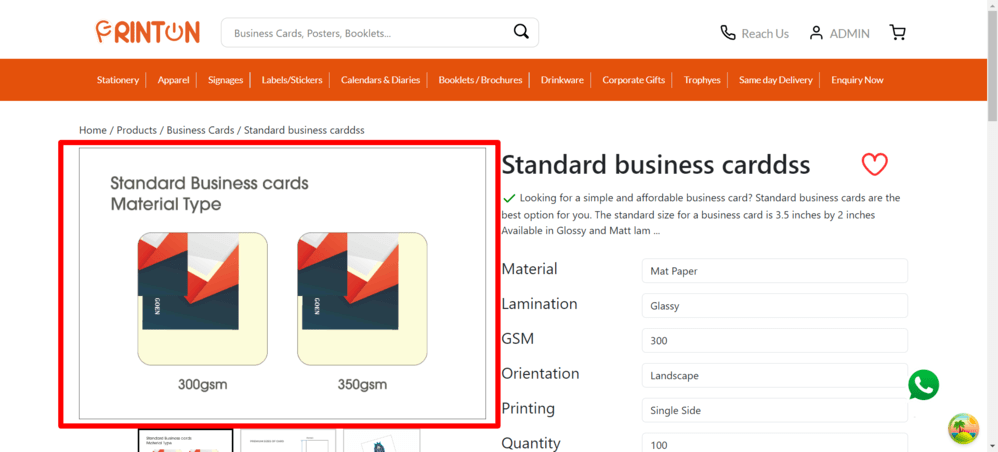 PRINTON
Business Cards, Posters, Booklets...
Reach Us
ADMIN
Stationery
Apparel
Signages
Labels/Stickers
Calendars & Diaries
Booklets / Brochures
Drinkware
Corporate Gifts
Trophyes
Same day Delivery
Enquiry Now
Home / Products / Business Cards / Standard business carddss
Standard Business cards
Material Type
GOEN
GOEN
300gsm
350gsm
Standard Business cards
Material Type
Standard business carddss
Looking for a simple and affordable business card? Standard business cards are the
best option for you. The standard size for a business card is 3.5 inches by 2 inches
Available in Glossy and Matt lam ...
Material
Mat Paper
Lamination
Glassy
GSM
300
Orientation
Landscape
Printing
Single Side
Quantity
100